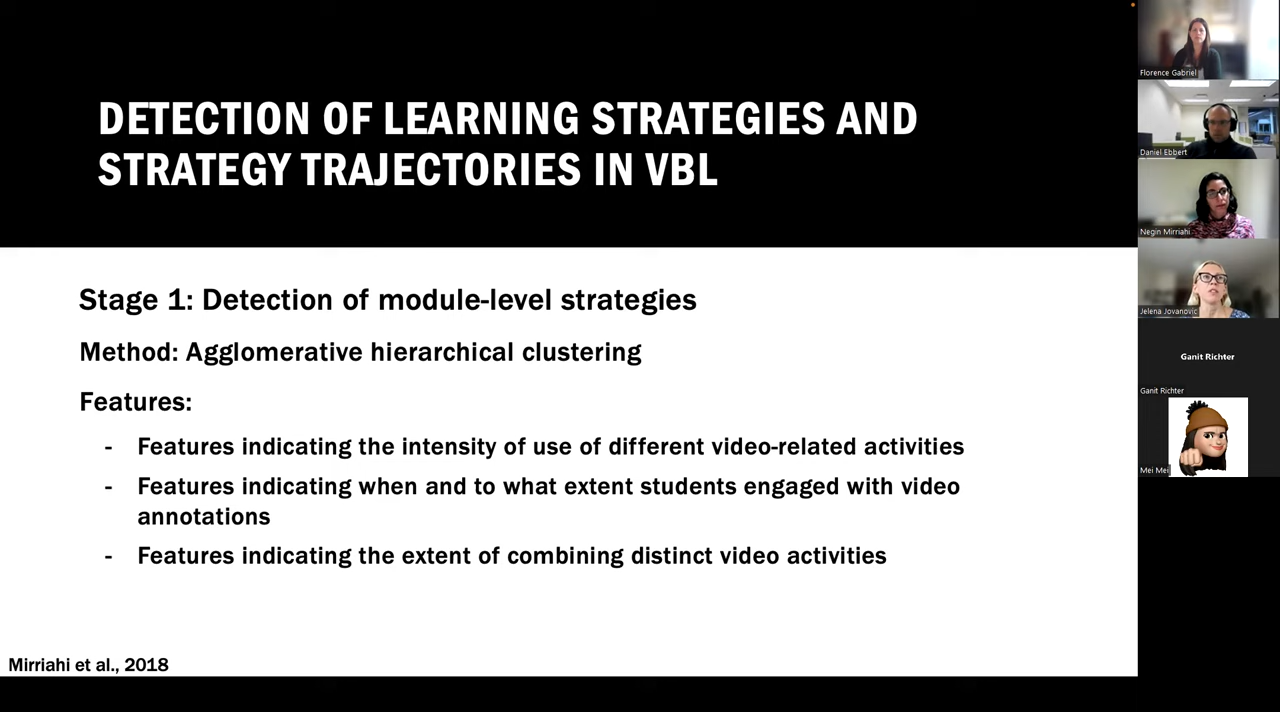 DETECTION OF LEARNING STRATEGIES AND
STRATEGY TRAJECTORIES IN VBL
Stage 1: Detection of module-level strategies
Method: Agglomerative hierarchical clustering
Features:
- Features indicating the intensity of use of different video-related activities
- Features indicating when and to what extent students engaged with video
annotations
- Features indicating the extent of combining distinct video activities
Mirriahi et al., 2018
Florence Gabriel
Daniel Ebbert
Negin Mirriahi
Jelena Jovanovic
Ganit Richter
Ganit Richter
Mei Mei